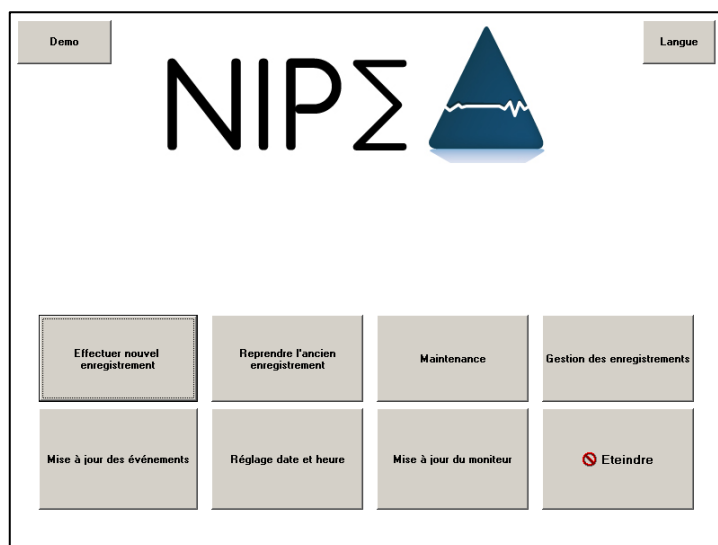 Demo
Langue
NIPΣ
Effectuer nouvel
enregistrement
Reprendre l'ancien
enregistrement
Maintenance
Gestion des enregistrements
Mise à jour des événements
Réglage date et heure
Mise à jour du moniteur
Eteindre